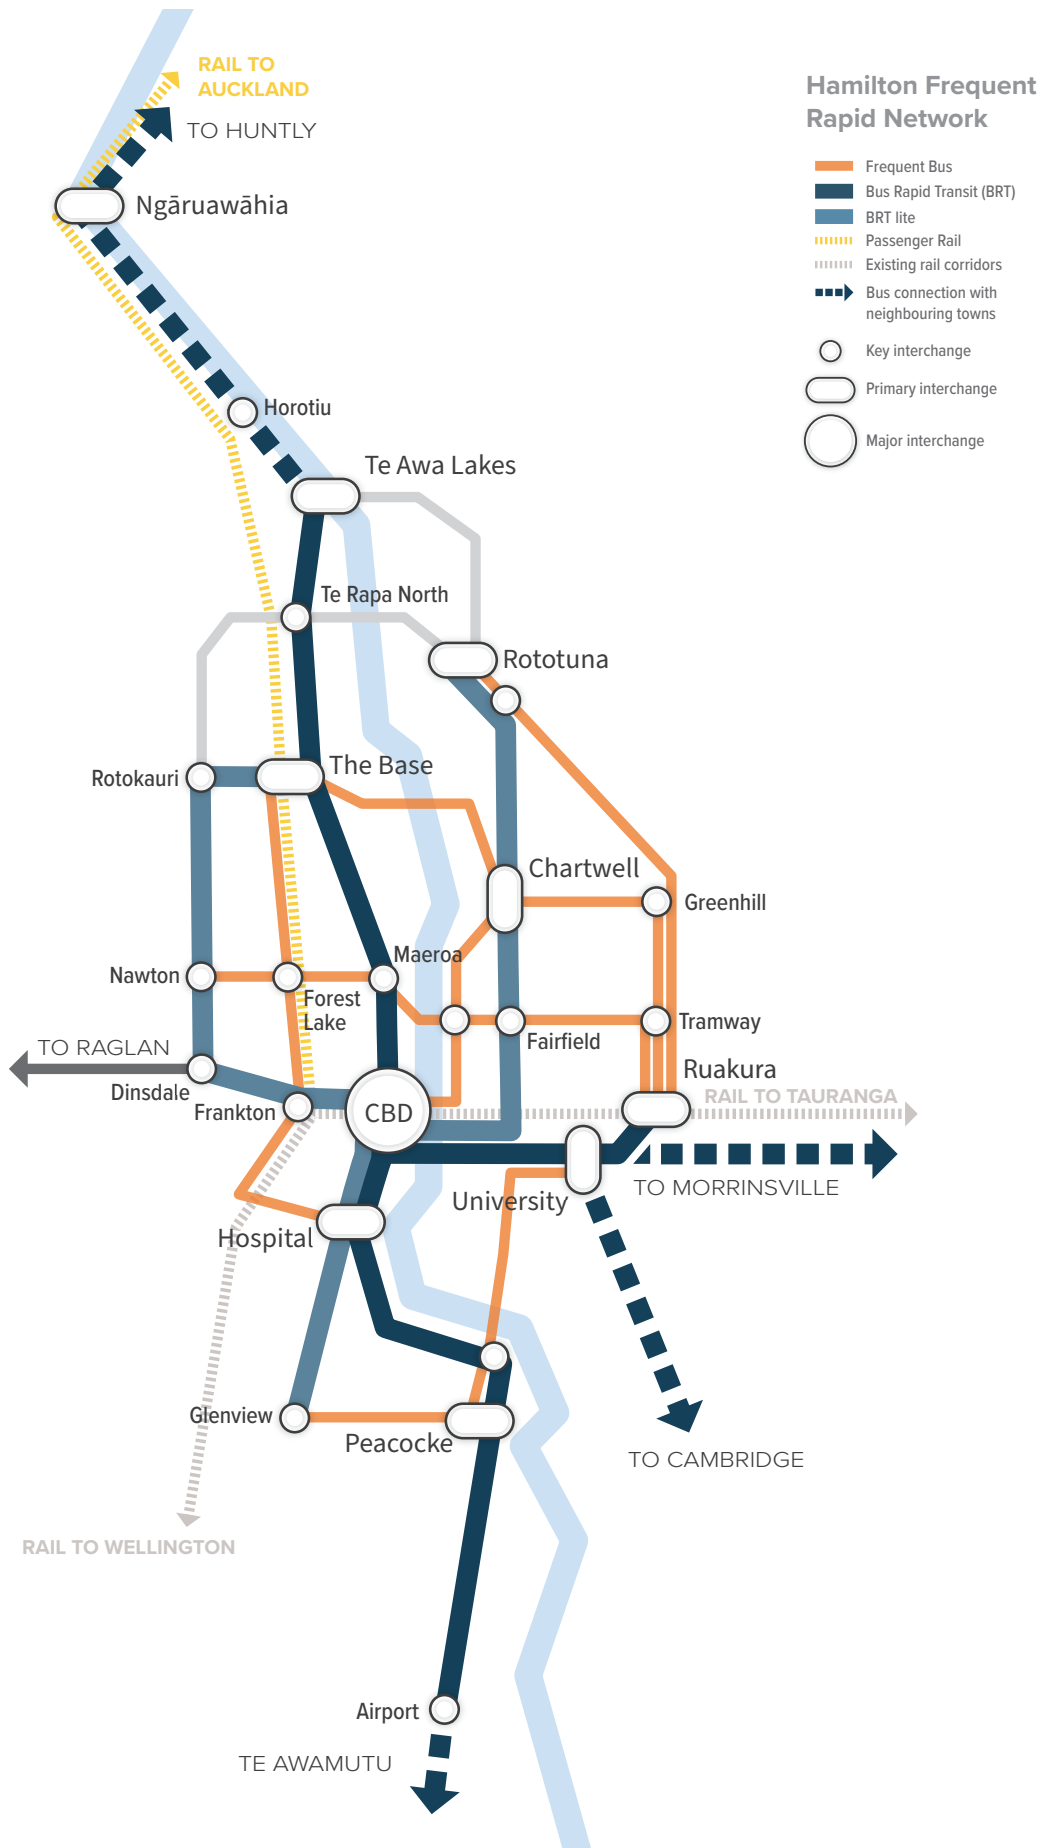 RAIL TO
AUCKLAND
TO HUNTLY
Ngāruawāhia
Hamilton Frequent
Rapid Network
Frequent Bus
Bus Rapid Transit (BRT)
BRT lite
Passenger Rail
Existing rail corridors
Bus connection with
neighbouring towns
Key interchange
Primary interchange
Major interchange
Horotiu
Te Awa Lakes
Te Rapa North
Rototuna
The Base
Rotokauri
Chartwell
Greenhill
Maeroa
Nawton
Forest
Lake
Tramway
Fairfield
TO RAGLAN
Ruakura
Dinsdale
RAIL TO TAURANGA
Frankton
CBD
TO MORRINSVILLE
University
Hospital
Glenview
Peacocke
TO CAMBRIDGE
RAIL TO WELLINGTON
Airport
TE AWAMUTU